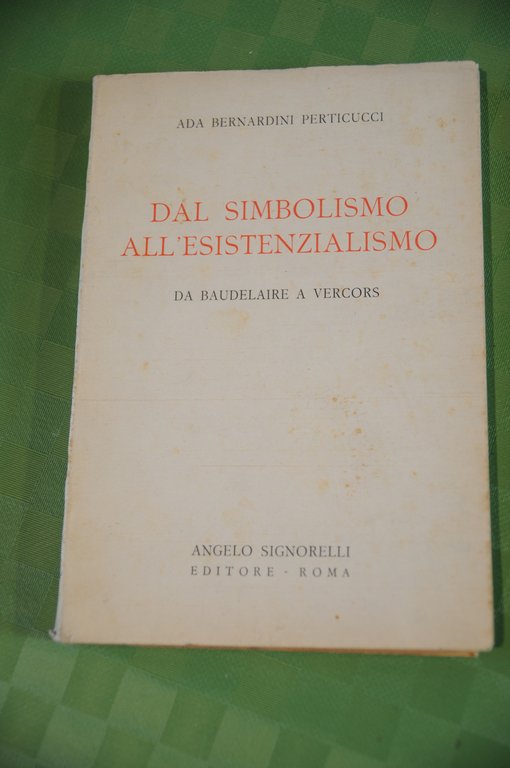 ADA BERNARDINI PERTICUCCI
DAL SIMBOLISMO
ALL'ESISTENZIALISMO
DA BAUDELAIRE A VERCORS
ANGELO SIGNORELLI
EDITORE - ROMA